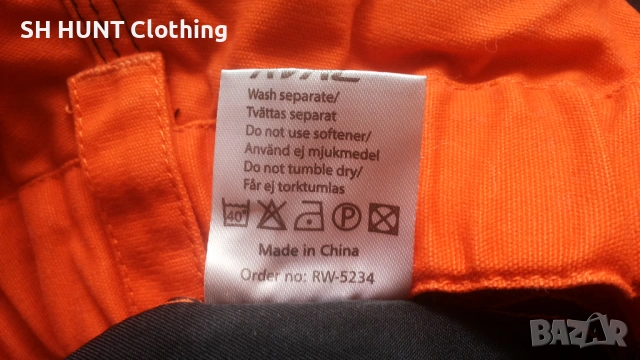 SH HUNT Clothing
Wash separate/
Tvättas separat
Do not use softener/
Använd ej mjukmedel
Do not tumble dry/
Får ej torktumlas
40°
P
Made in China
Order no: RW-5234
BAZAR